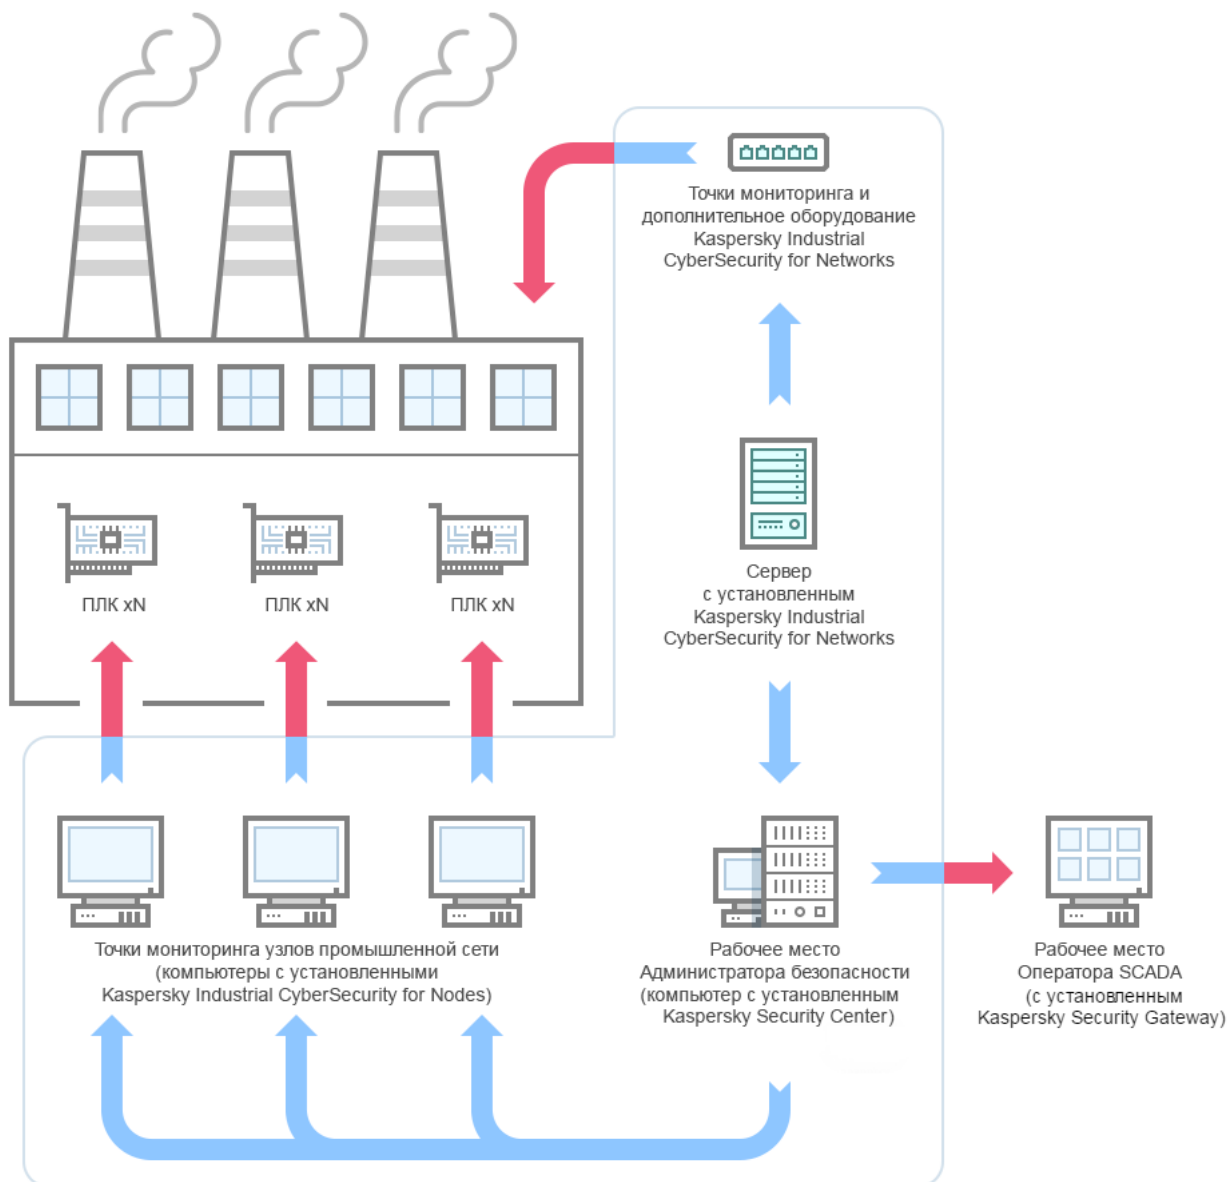 Точки мониторинга и
дополнительное оборудование
Kaspersky Industrial
CyberSecurity for Networks
ПЛК xN
ПЛК xN
ПЛК xN
Сервер
с установленным
Kaspersky Industrial
CyberSecurity for Networks
Точки мониторинга узлов промышленной сети
(компьютеры с установленными
Kaspersky Industrial CyberSecurity for Nodes)
Рабочее место
Администратора безопасности
(компьютер с установленным
Kaspersky Security Center)
Рабочее место
Оператора SCADA
(с установленным
Kaspersky Security Gateway)